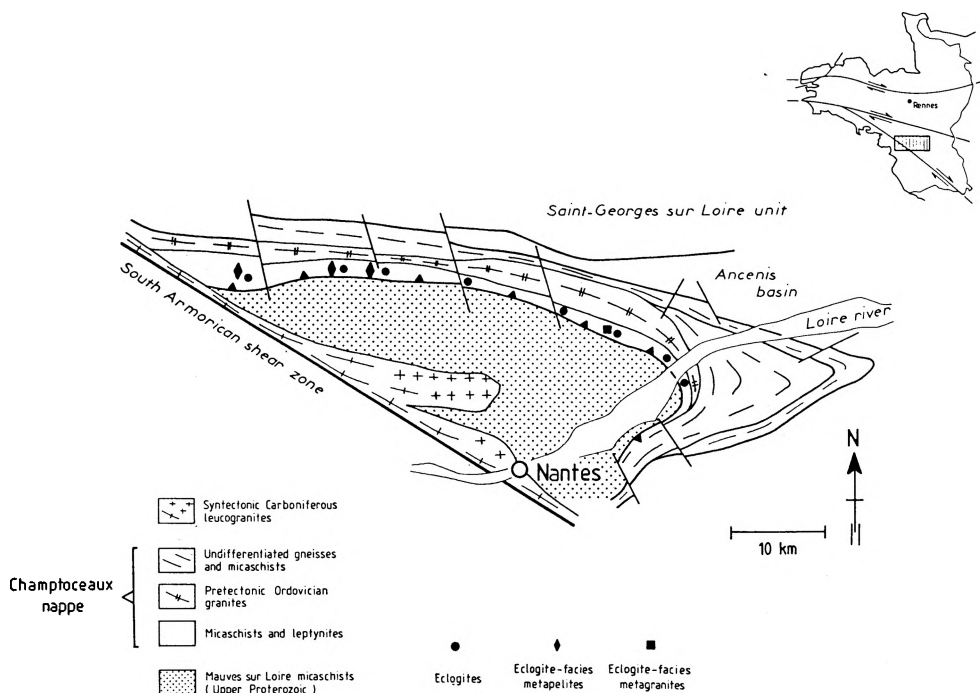 Rennes
Saint-Georges sur Loire unit
Ancenis
basin
Loire river
South Armorican shear zone
Nantes
N
10 km
Syntectonic Carboniferous
leucogranites
Champtoceaux
nappe
Undifferentiated gneisses
and micaschists
Pretectonic Ordovician
granites
Micaschists and leptynites
Mauves sur Loire micaschists
( Upper Proterozoic )
Eclogites
Eclogite-facies
metapelites
Eclogite-facies
metagranites